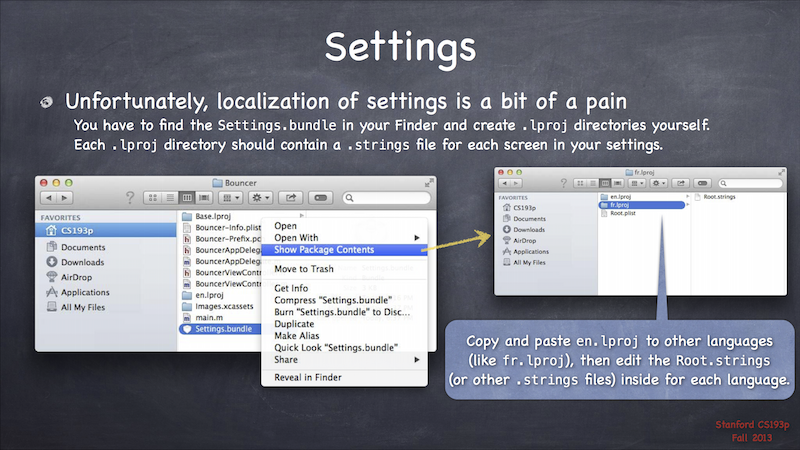 Settings
Unfortunately, localization of settings is a bit of a pain
You have to find the Settings.bundle in your Finder and create .lproj directories yourself.
Each .lproj directory should contain a .strings file for each screen in your settings.
Bouncer
FAVORITES
CS193p
Documents
Downloads
AirDrop
Applications
All My Files
Base.lproj
Bouncer-Info.plist
Bouncer-Prefix.pc
BouncerAppDeleg
BouncerAppDeleg
BouncerViewContr
BouncerViewContr
en.lproj
Images.xcassets
main.m
Settings.bundle
Open
Open With
Show Package Contents
Move to Trash
Get Info
Compress "Settings.bundle"
Burn "Settings.bundle" to Disc...
Duplicate
Make Alias
Quick Look "Settings.bundle"
Share
Reveal in Finder
fr.lproj
FAVORITES
CS193p
Documents
Downloads
AirDrop
Applications
All My Files
en.lproj
fr.lproj
Root.plist
Root.strings
Copy and paste en.lproj to other languages
(like fr.lproj), then edit the Root.strings
(or other .strings files) inside for each language.
Stanford CS193p
Fall 2013